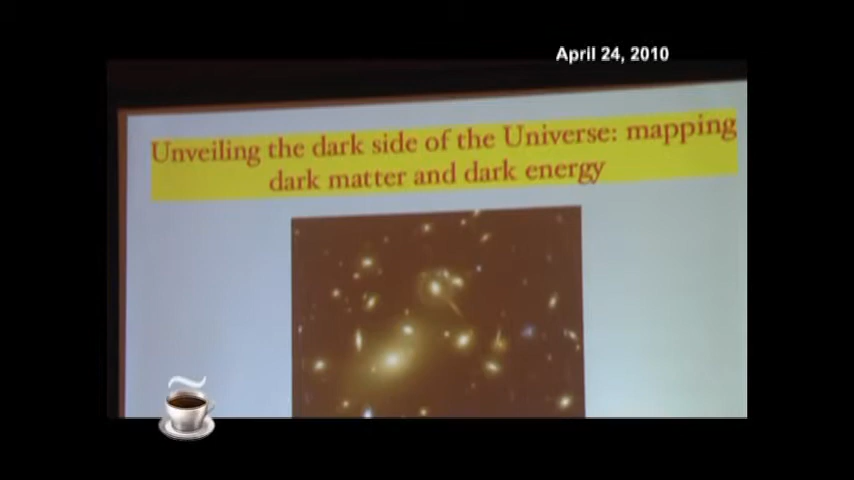 April 24, 2010
Unveiling the dark side of the Universe: mapping
dark matter and dark energy